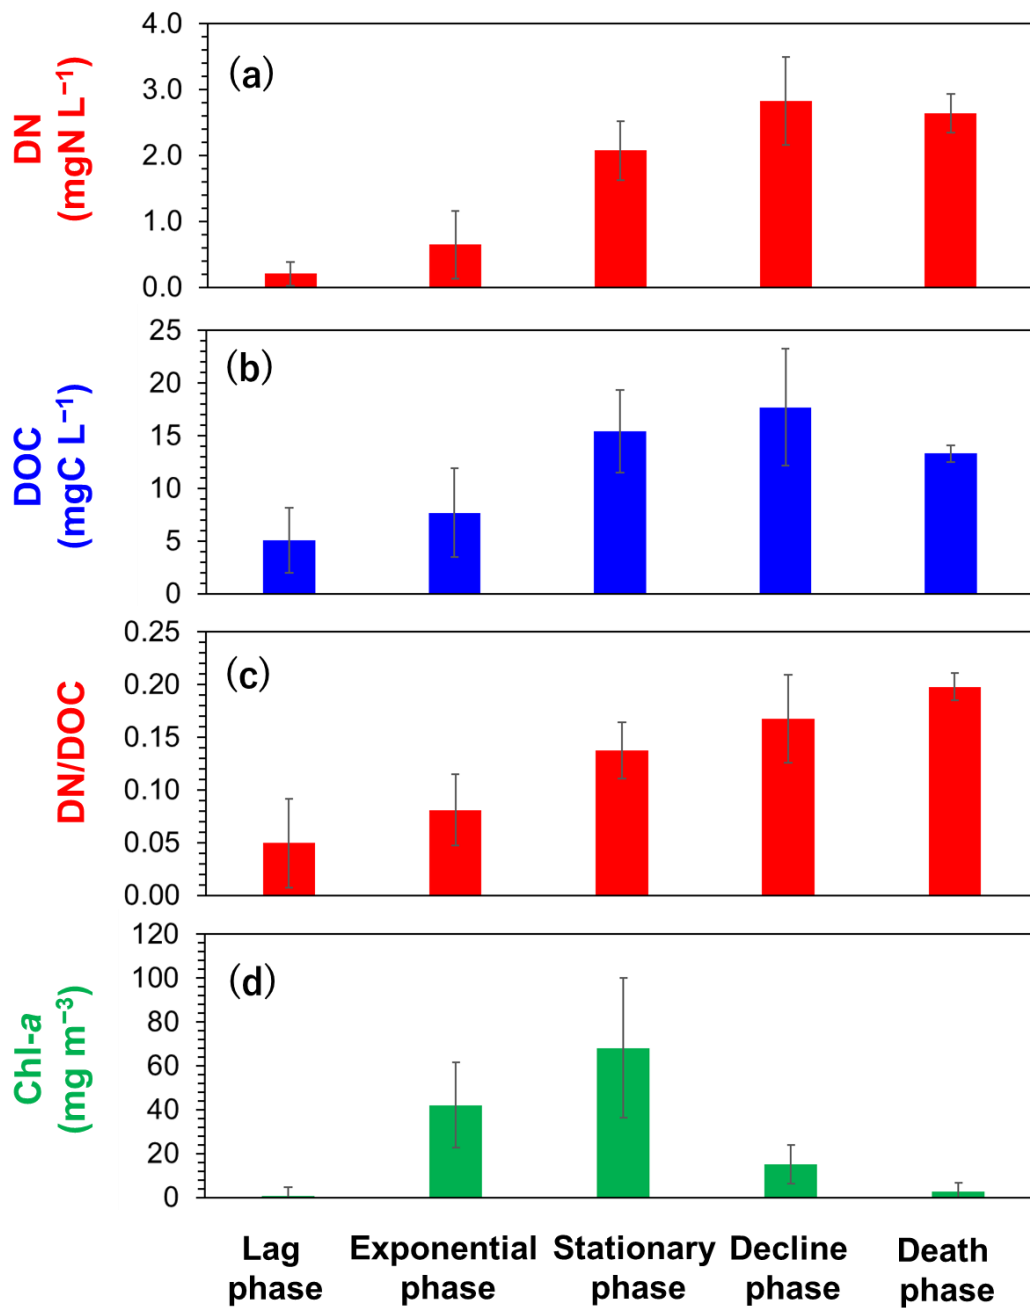 DN
(mgN L⁻¹)
4.0
3.0
2.0
1.0
0.0
(a)
DOC
(mgC L⁻¹)
25
20
15
10
5
0
(b)
DN/DOC
0.25
0.20
0.15
0.10
0.05
0.00
(c)
Chl-a
(mg m⁻³)
120
100
80
60
40
20
0
(d)
Lag
phase
Exponential
phase
Stationary
phase
Decline
phase
Death
phase